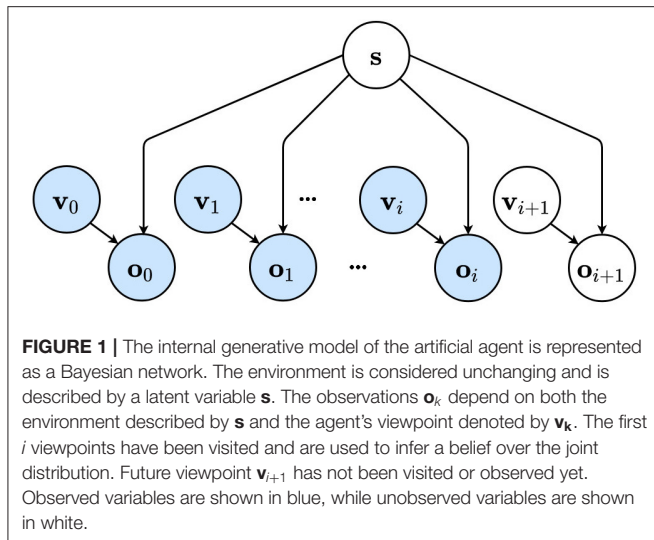 s
v₀ v₁ ... vᵢ vᵢ₊₁
o₀ o₁ ... oᵢ oᵢ₊₁
FIGURE 1 | The internal generative model of the artificial agent is represented
as a Bayesian network. The environment is considered unchanging and is
described by a latent variable s. The observations oₖ depend on both the
environment described by s and the agent's viewpoint denoted by vₖ. The first
i viewpoints have been visited and are used to infer a belief over the joint
distribution. Future viewpoint vᵢ₊₁ has not been visited or observed yet.
Observed variables are shown in blue, while unobserved variables are shown
in white.